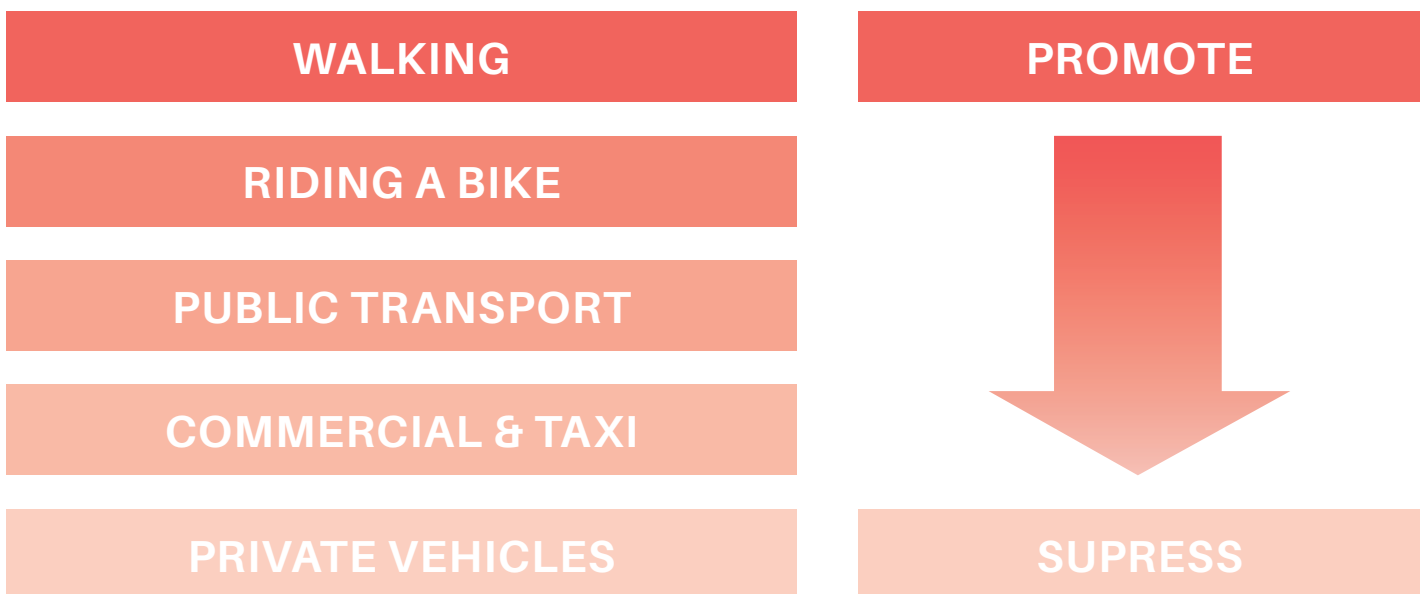 WALKING
RIDING A BIKE
PUBLIC TRANSPORT
COMMERCIAL & TAXI
PRIVATE VEHICLES
PROMOTE
SUPRESS